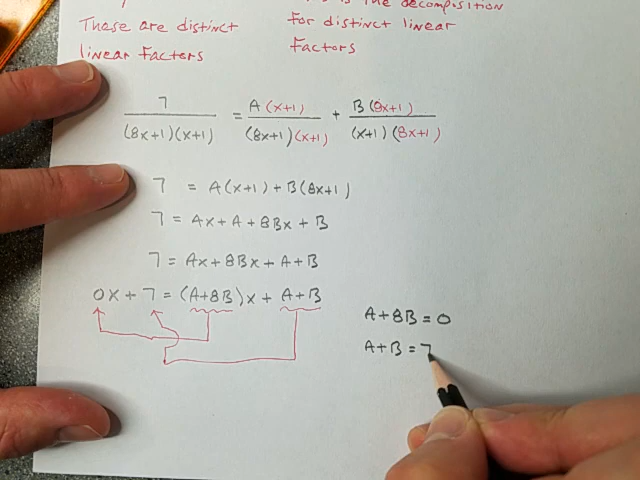 is the decomposition
These are distinct
for distinct linear
linear factors
factors
7/((8x+1)(x+1)) = A(x+1)/((8x+1)(x+1)) + B(8x+1)/((x+1)(8x+1))
7 = A(x+1) + B(8x+1)
7 = Ax + A + 8Bx + B
7 = Ax + 8Bx + A + B
0x + 7 = (A+8B)x + A+B
A + 8B = 0
A + B = 7